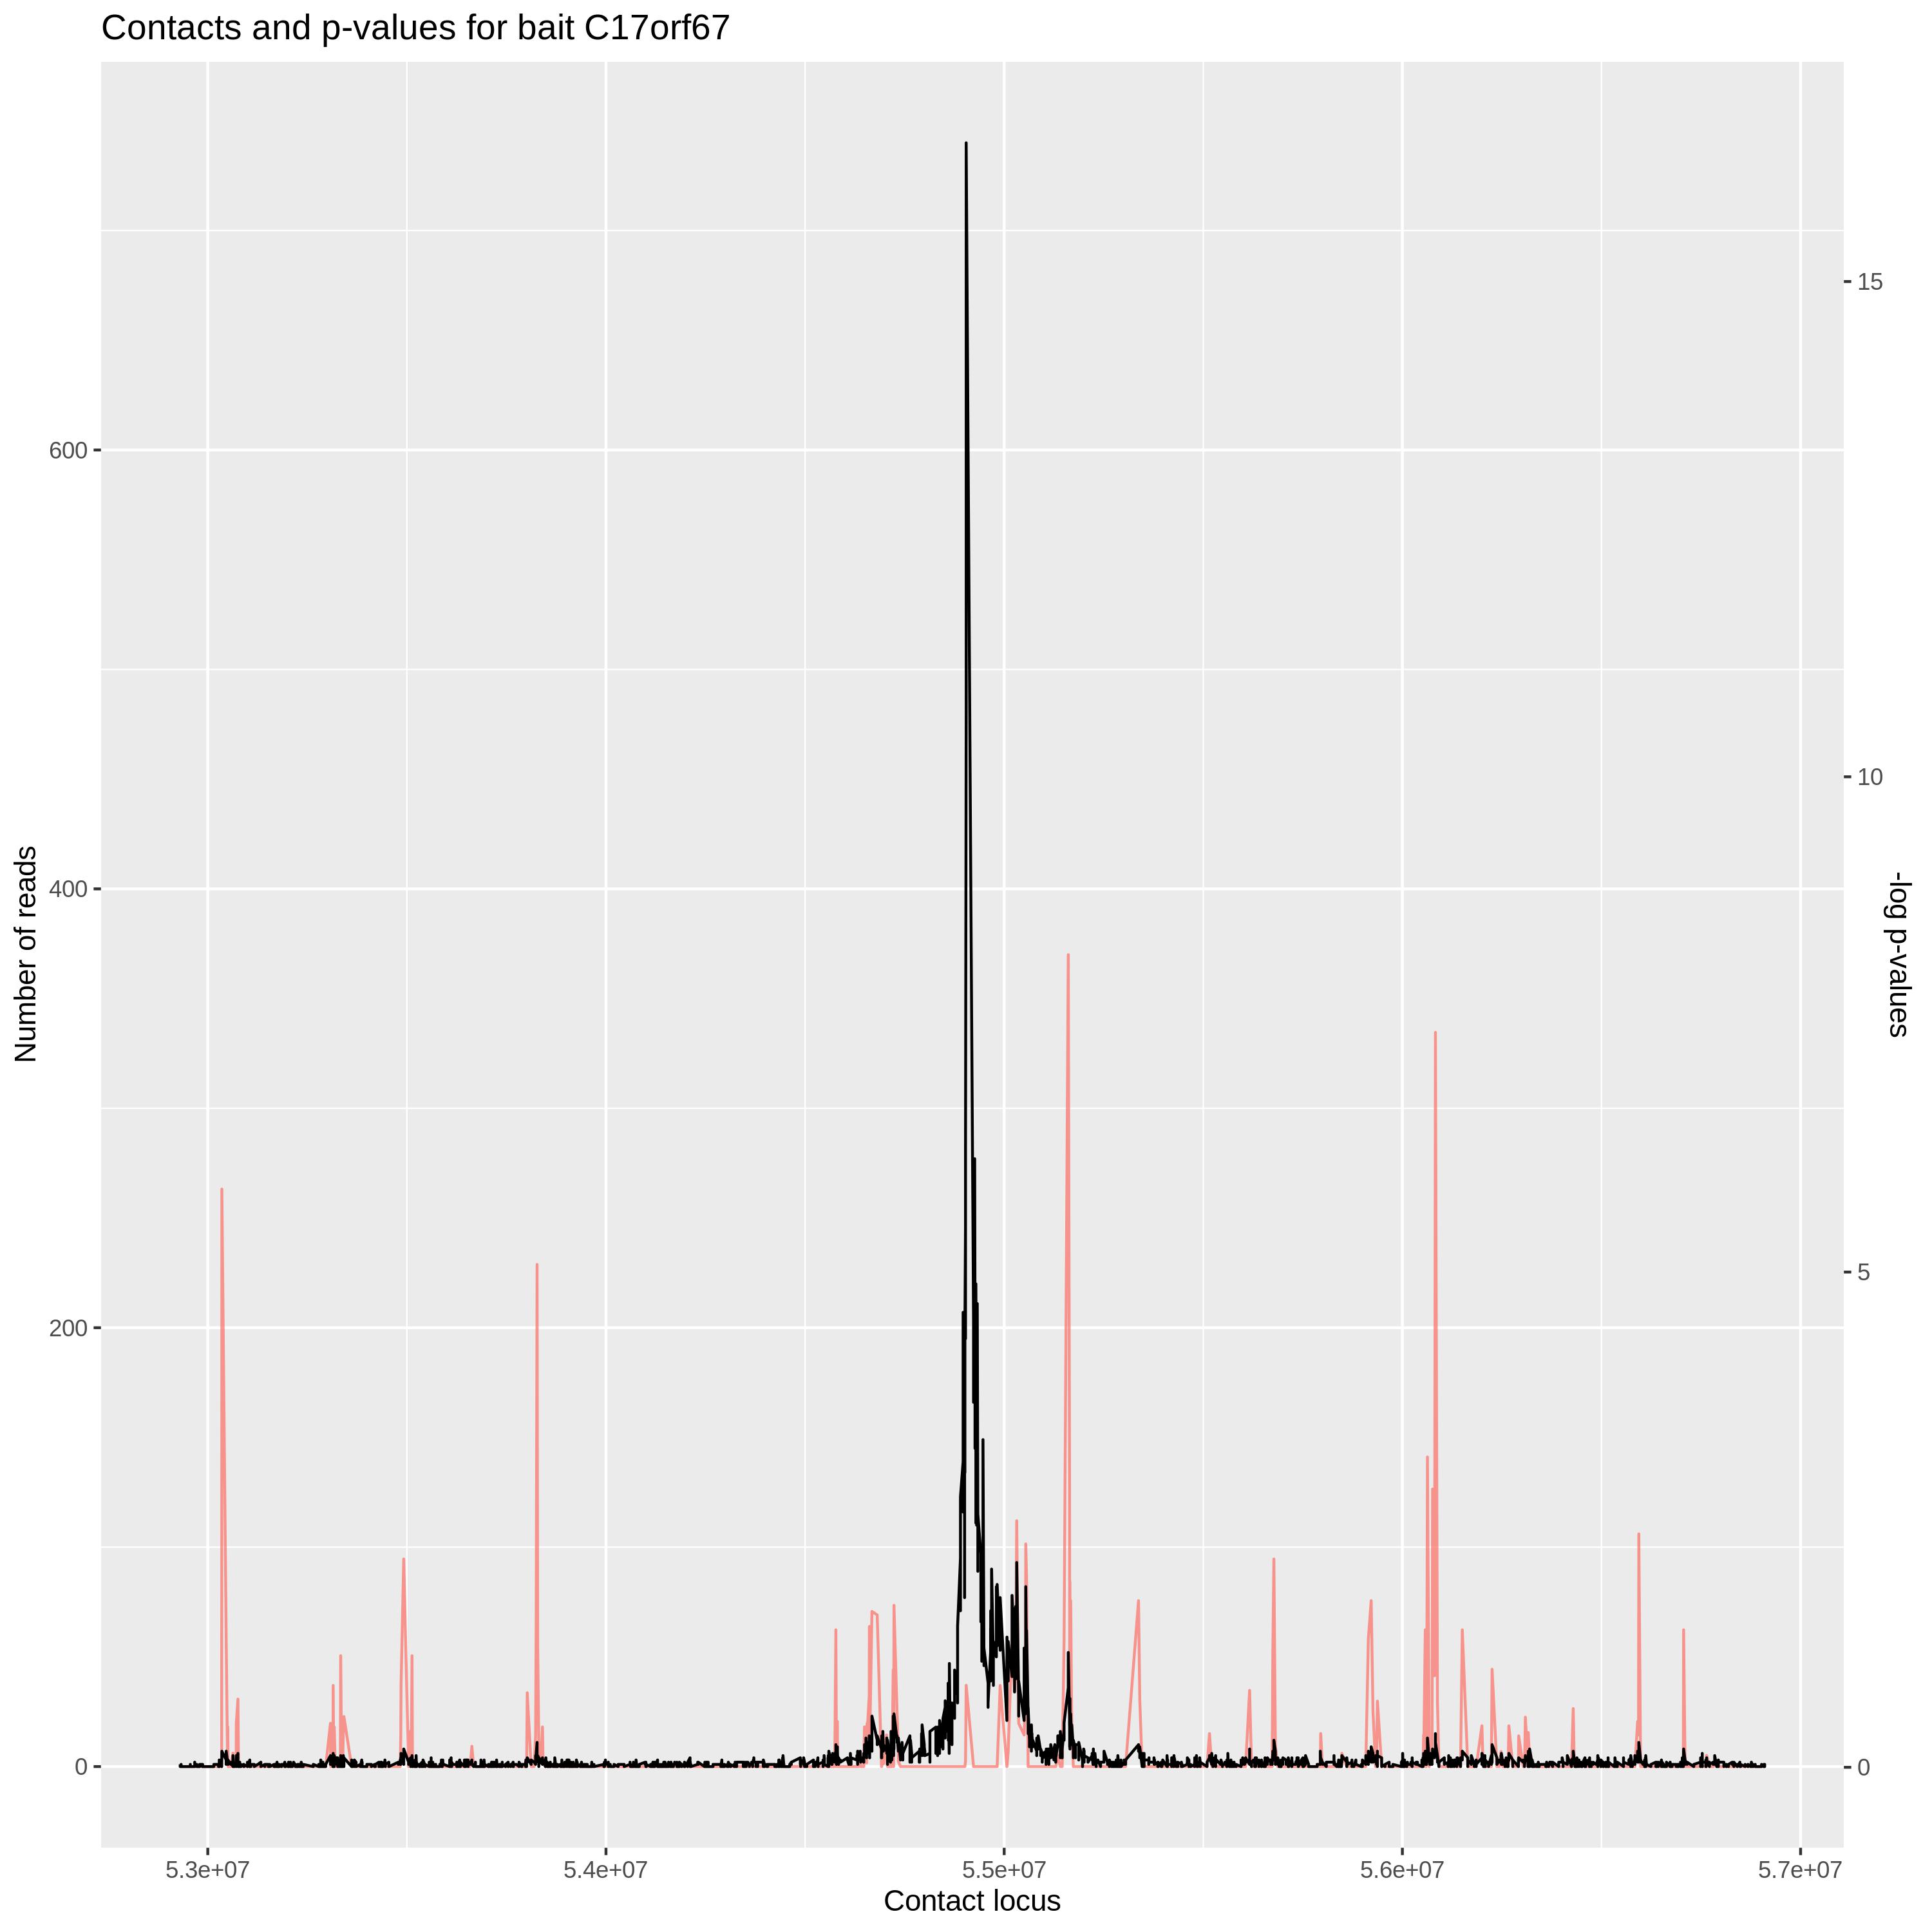 Contacts and p-values for bait C17orf67
Number of reads
600
400
200
0
15
10
5
0
-log p-values
5.3e+07
5.4e+07
5.5e+07
5.6e+07
5.7e+07
Contact locus